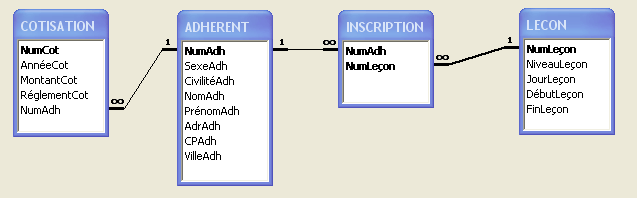 COTISATION
NumCot
AnnéeCot
MontantCot
RéglementCot
NumAdh
1
∞
ADHERENT
NumAdh
SexeAdh
CivilitéAdh
NomAdh
PrénomAdh
AdrAdh
CPAdh
VilleAdh
1
∞
INSCRIPTION
NumAdh
NumLeçon
∞
1
LECON
NumLeçon
NiveauLeçon
JourLeçon
DébutLeçon
FinLeçon